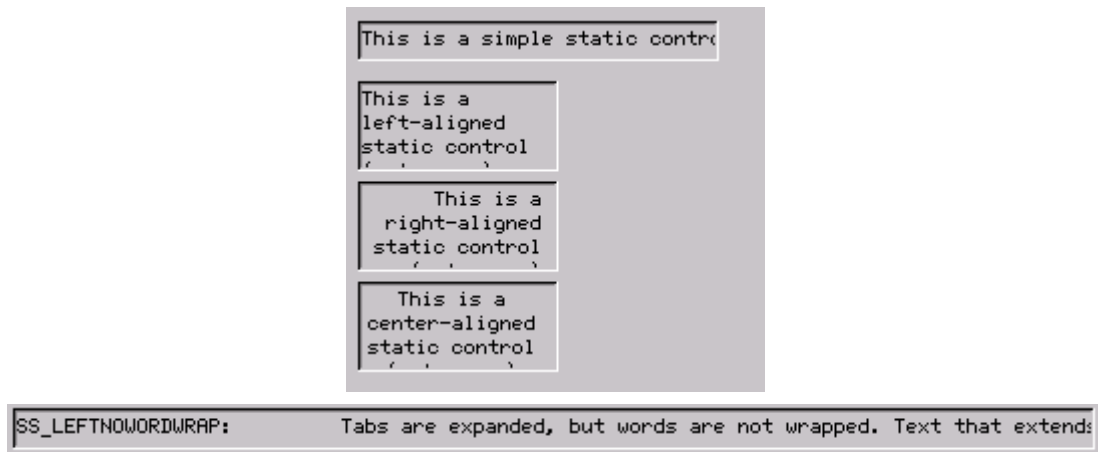 This is a simple static contro
This is a
left-aligned
static control
This is a
right-aligned
static control
This is a
center-aligned
static control
SS_LEFTNOWORDWRAP: Tabs are expanded, but words are not wrapped. Text that extends